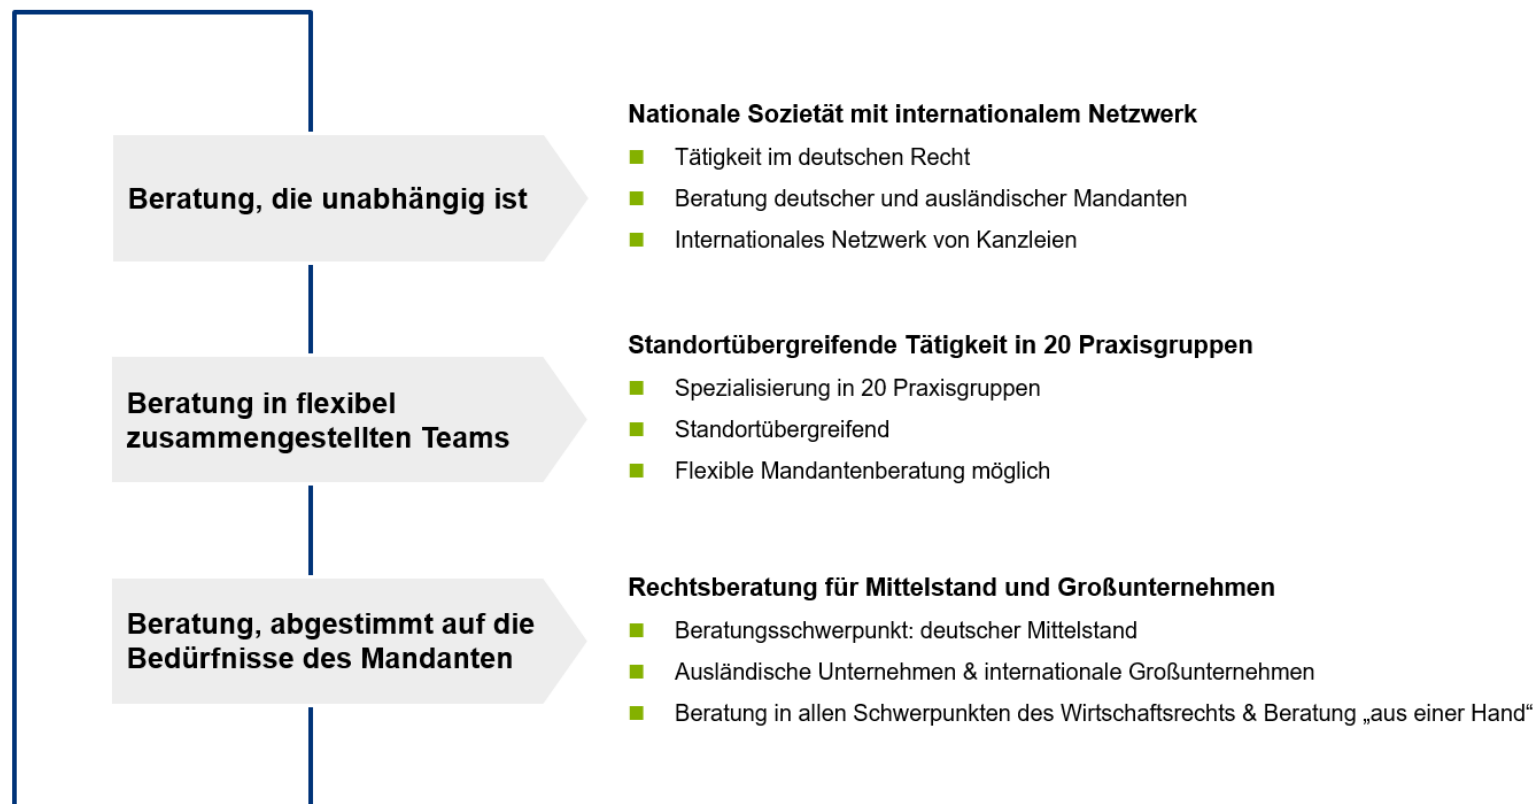 Beratung, die unabhängig ist
Nationale Sozietät mit internationalem Netzwerk
Tätigkeit im deutschen Recht
Beratung deutscher und ausländischer Mandanten
Internationales Netzwerk von Kanzleien
Beratung in flexibel
zusammengestellten Teams
Standortübergreifende Tätigkeit in 20 Praxisgruppen
Spezialisierung in 20 Praxisgruppen
Standortübergreifend
Flexible Mandantenberatung möglich
Beratung, abgestimmt auf die
Bedürfnisse des Mandanten
Rechtsberatung für Mittelstand und Großunternehmen
Beratungsschwerpunkt: deutscher Mittelstand
Ausländische Unternehmen & internationale Großunternehmen
Beratung in allen Schwerpunkten des Wirtschaftsrechts & Beratung „aus einer Hand“